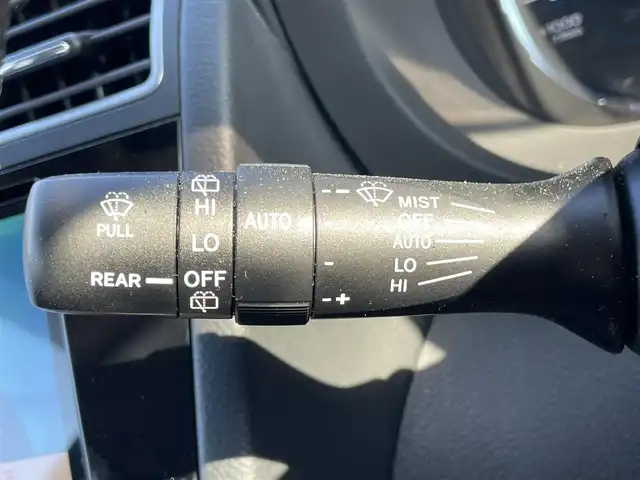 PULL
REAR
HI
LO
OFF
AUTO
--
-
-+
MIST
OFF
AUTO
LO
HI